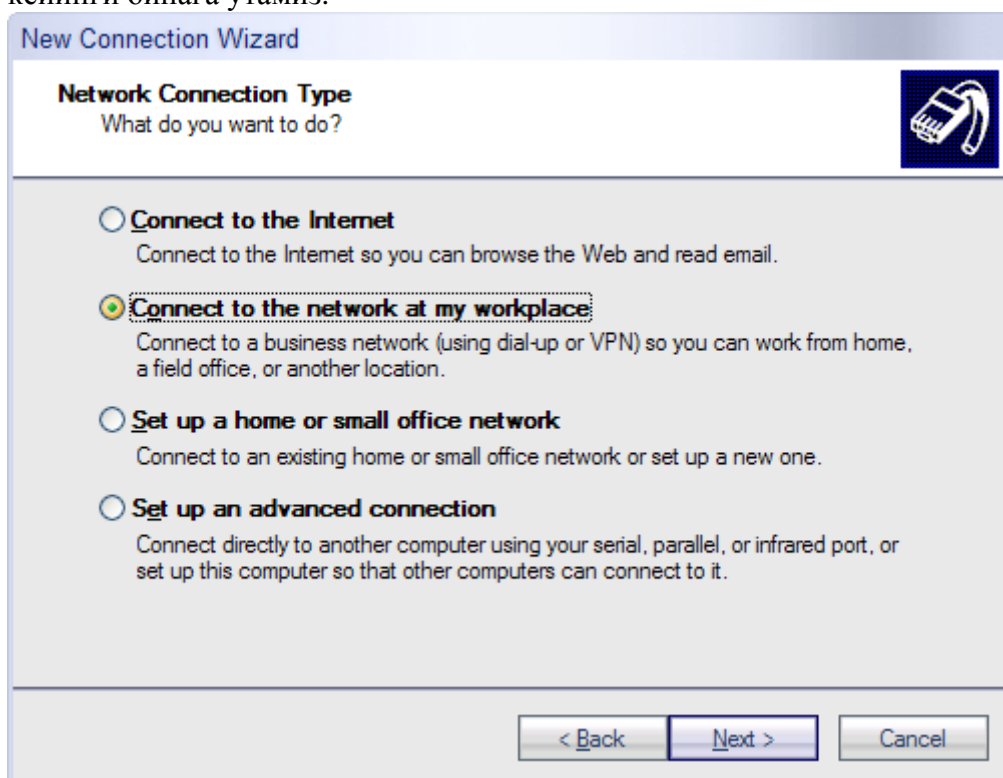 New Connection Wizard
Network Connection Type
What do you want to do?
Connect to the Internet
Connect to the Internet so you can browse the Web and read email.
Connect to the network at my workplace
Connect to a business network (using dial-up or VPN) so you can work from home,
a field office, or another location.
Set up a home or small office network
Connect to an existing home or small office network or set up a new one.
Set up an advanced connection
Connect directly to another computer using your serial, parallel, or infrared port, or
set up this computer so that other computers can connect to it.
< Back
Next >
Cancel